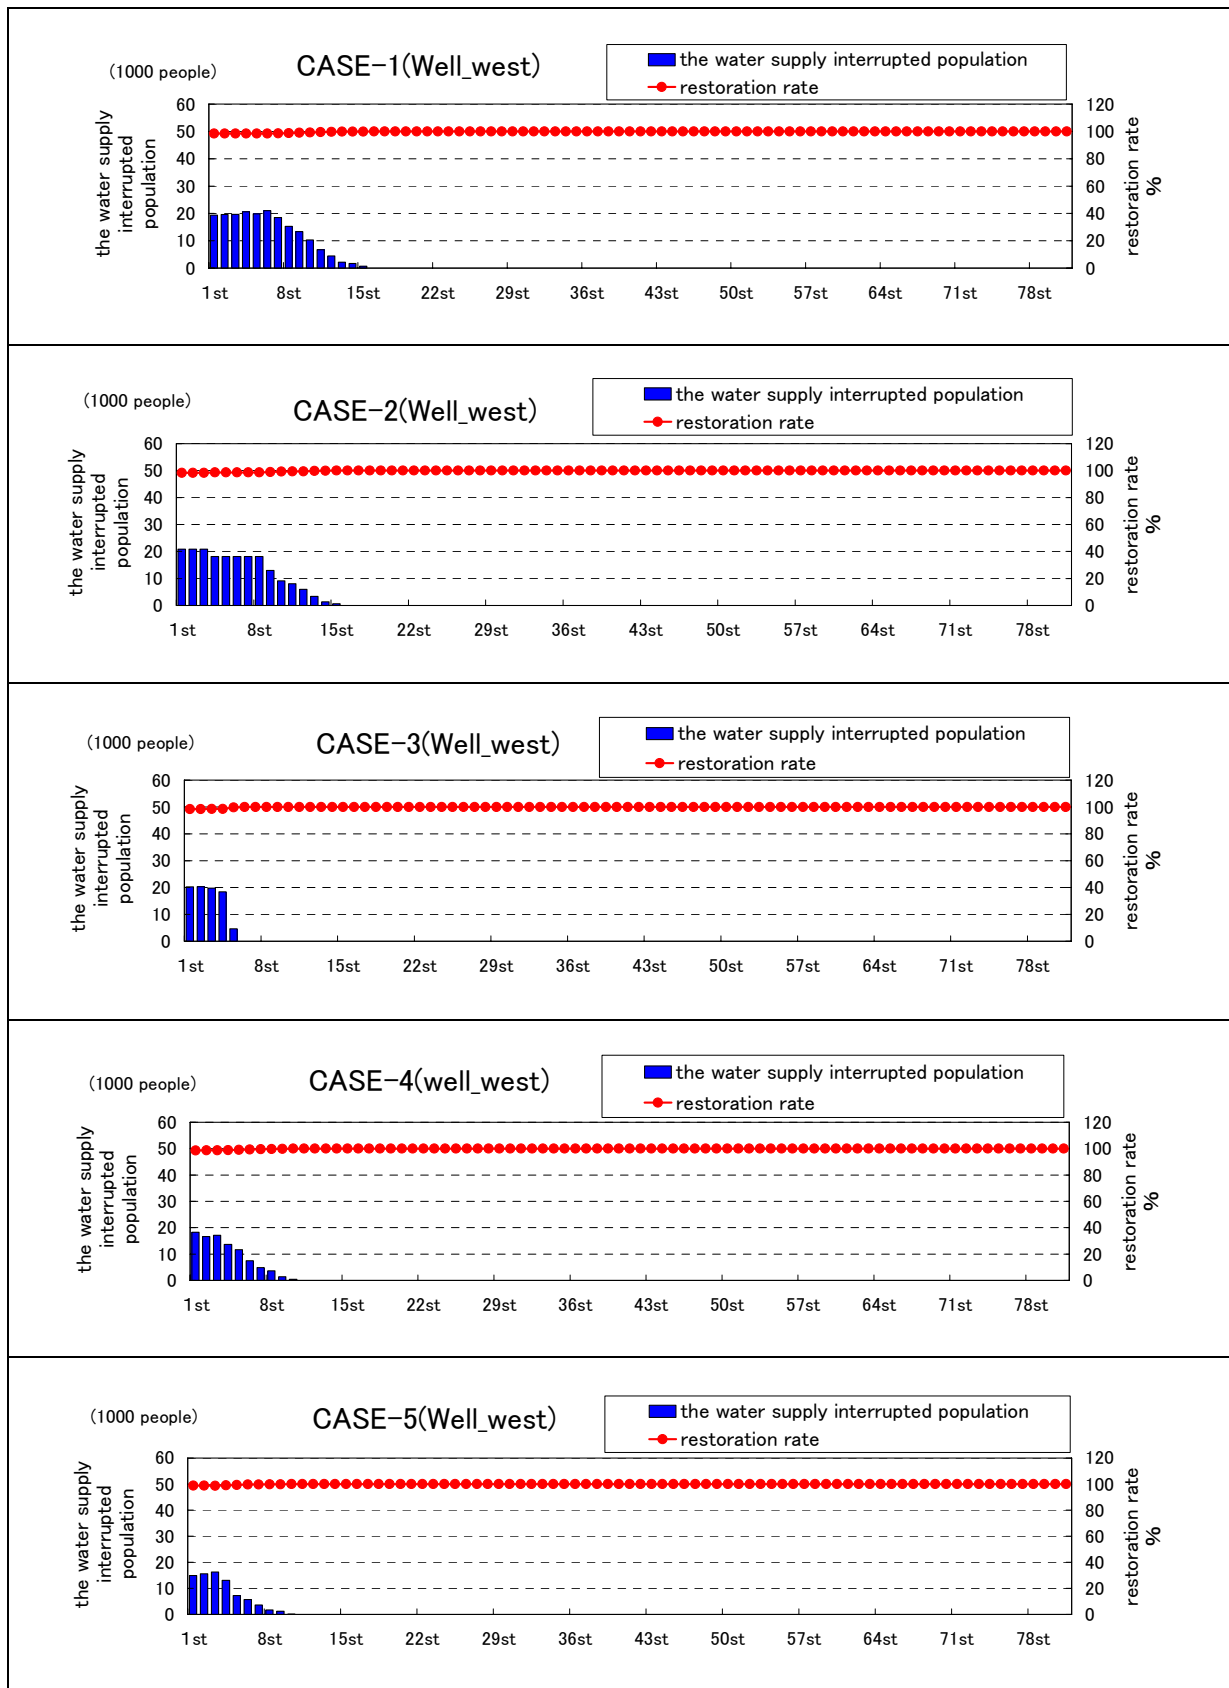 (1000 people)
CASE-1(Well_west)
the water supply interrupted population
restoration rate
the water supply
interrupted
population
60
50
40
30
20
10
0
120
100
80
60
40
20
0
restoration rate
%
1st 8st 15st 22st 29st 36st 43st 50st 57st 64st 71st 78st
(1000 people)
CASE-2(Well_west)
the water supply interrupted population
restoration rate
the water supply
interrupted
population
60
50
40
30
20
10
0
120
100
80
60
40
20
0
restoration rate
%
1st 8st 15st 22st 29st 36st 43st 50st 57st 64st 71st 78st
(1000 people)
CASE-3(Well_west)
the water supply interrupted population
restoration rate
the water supply
interrupted
population
60
50
40
30
20
10
0
120
100
80
60
40
20
0
restoration rate
%
1st 8st 15st 22st 29st 36st 43st 50st 57st 64st 71st 78st
(1000 people)
CASE-4(well_west)
the water supply interrupted population
restoration rate
the water supply
interrupted
population
60
50
40
30
20
10
0
120
100
80
60
40
20
0
restoration rate
%
1st 8st 15st 22st 29st 36st 43st 50st 57st 64st 71st 78st
(1000 people)
CASE-5(Well_west)
the water supply interrupted population
restoration rate
the water supply
interrupted
population
60
50
40
30
20
10
0
120
100
80
60
40
20
0
restoration rate
%
1st 8st 15st 22st 29st 36st 43st 50st 57st 64st 71st 78st